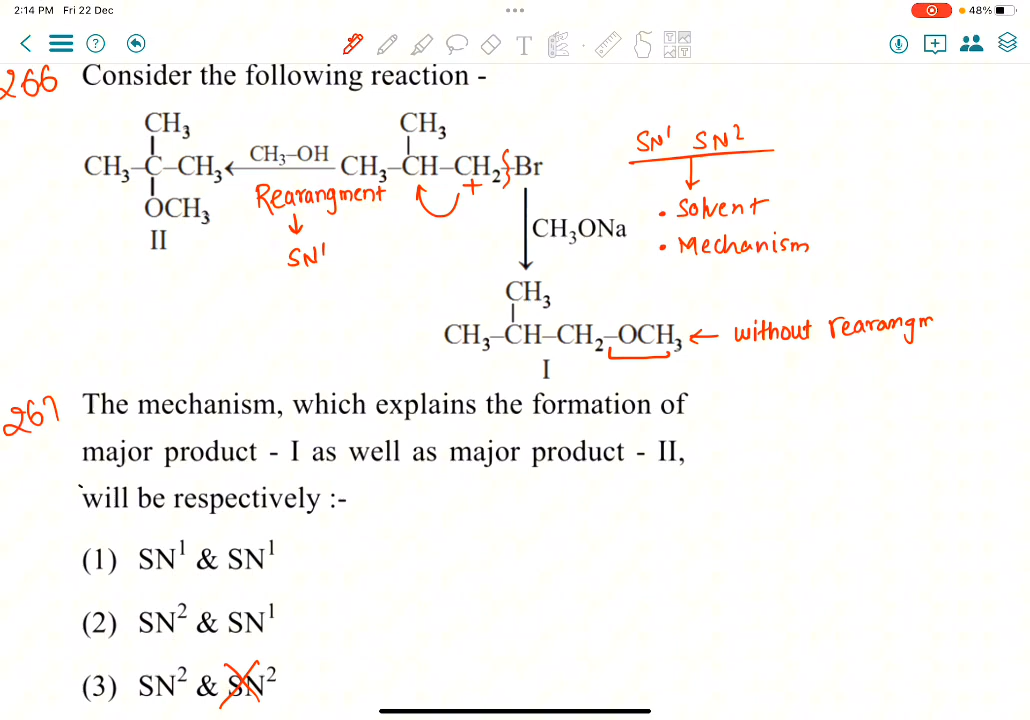 2:14 PM Fri 22 Dec
48%
266 Consider the following reaction -
CH₃
CH₃–C–CH₃
OCH₃
II
CH₃–OH
Rearangment
SN¹
CH₃
CH₃–CH–CH₂ Br
+
CH₃ONa
SN¹ SN²
• Solvent
• Mechanism
CH₃
CH₃–CH–CH₂–OCH₃ ← without rearangm
I
267 The mechanism, which explains the formation of
major product - I as well as major product - II,
will be respectively :-
(1) SN¹ & SN¹
(2) SN² & SN¹
(3) SN² & SN²